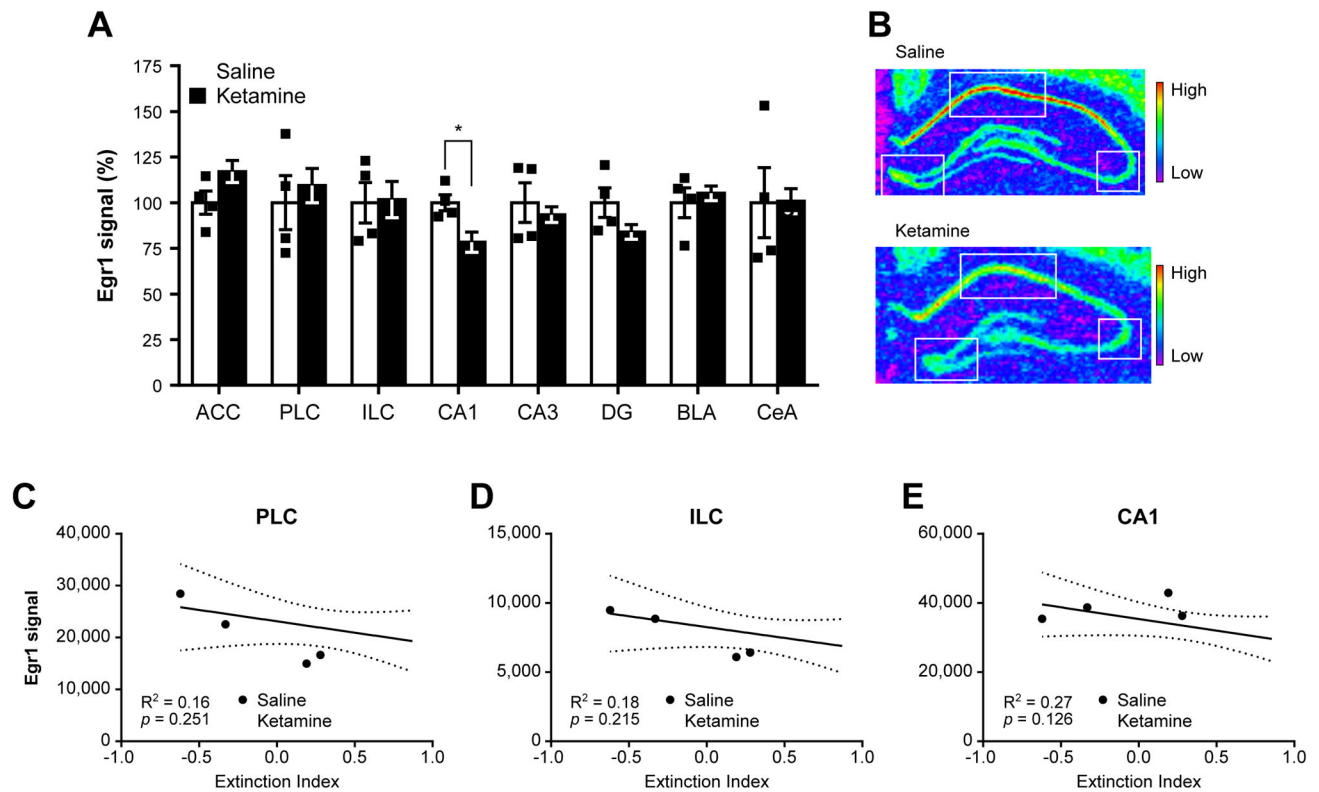 A
175
150
125
100
75
50
25
0
Egr1 signal (%)
Saline
Ketamine
*
ACC PLC ILC CA1 CA3 DG BLA CeA
B
Saline
High
Low
Ketamine
High
Low
C
PLC
40,000
30,000
20,000
10,000
0
Egr1 signal
R² = 0.16
p = 0.251
Saline
Ketamine
-1.0 -0.5 0.0 0.5 1.0
Extinction Index
D
ILC
15,000
10,000
5,000
0
R² = 0.18
p = 0.215
Saline
Ketamine
-1.0 -0.5 0.0 0.5 1.0
Extinction Index
E
CA1
60,000
40,000
20,000
0
R² = 0.27
p = 0.126
Saline
Ketamine
-1.0 -0.5 0.0 0.5 1.0
Extinction Index